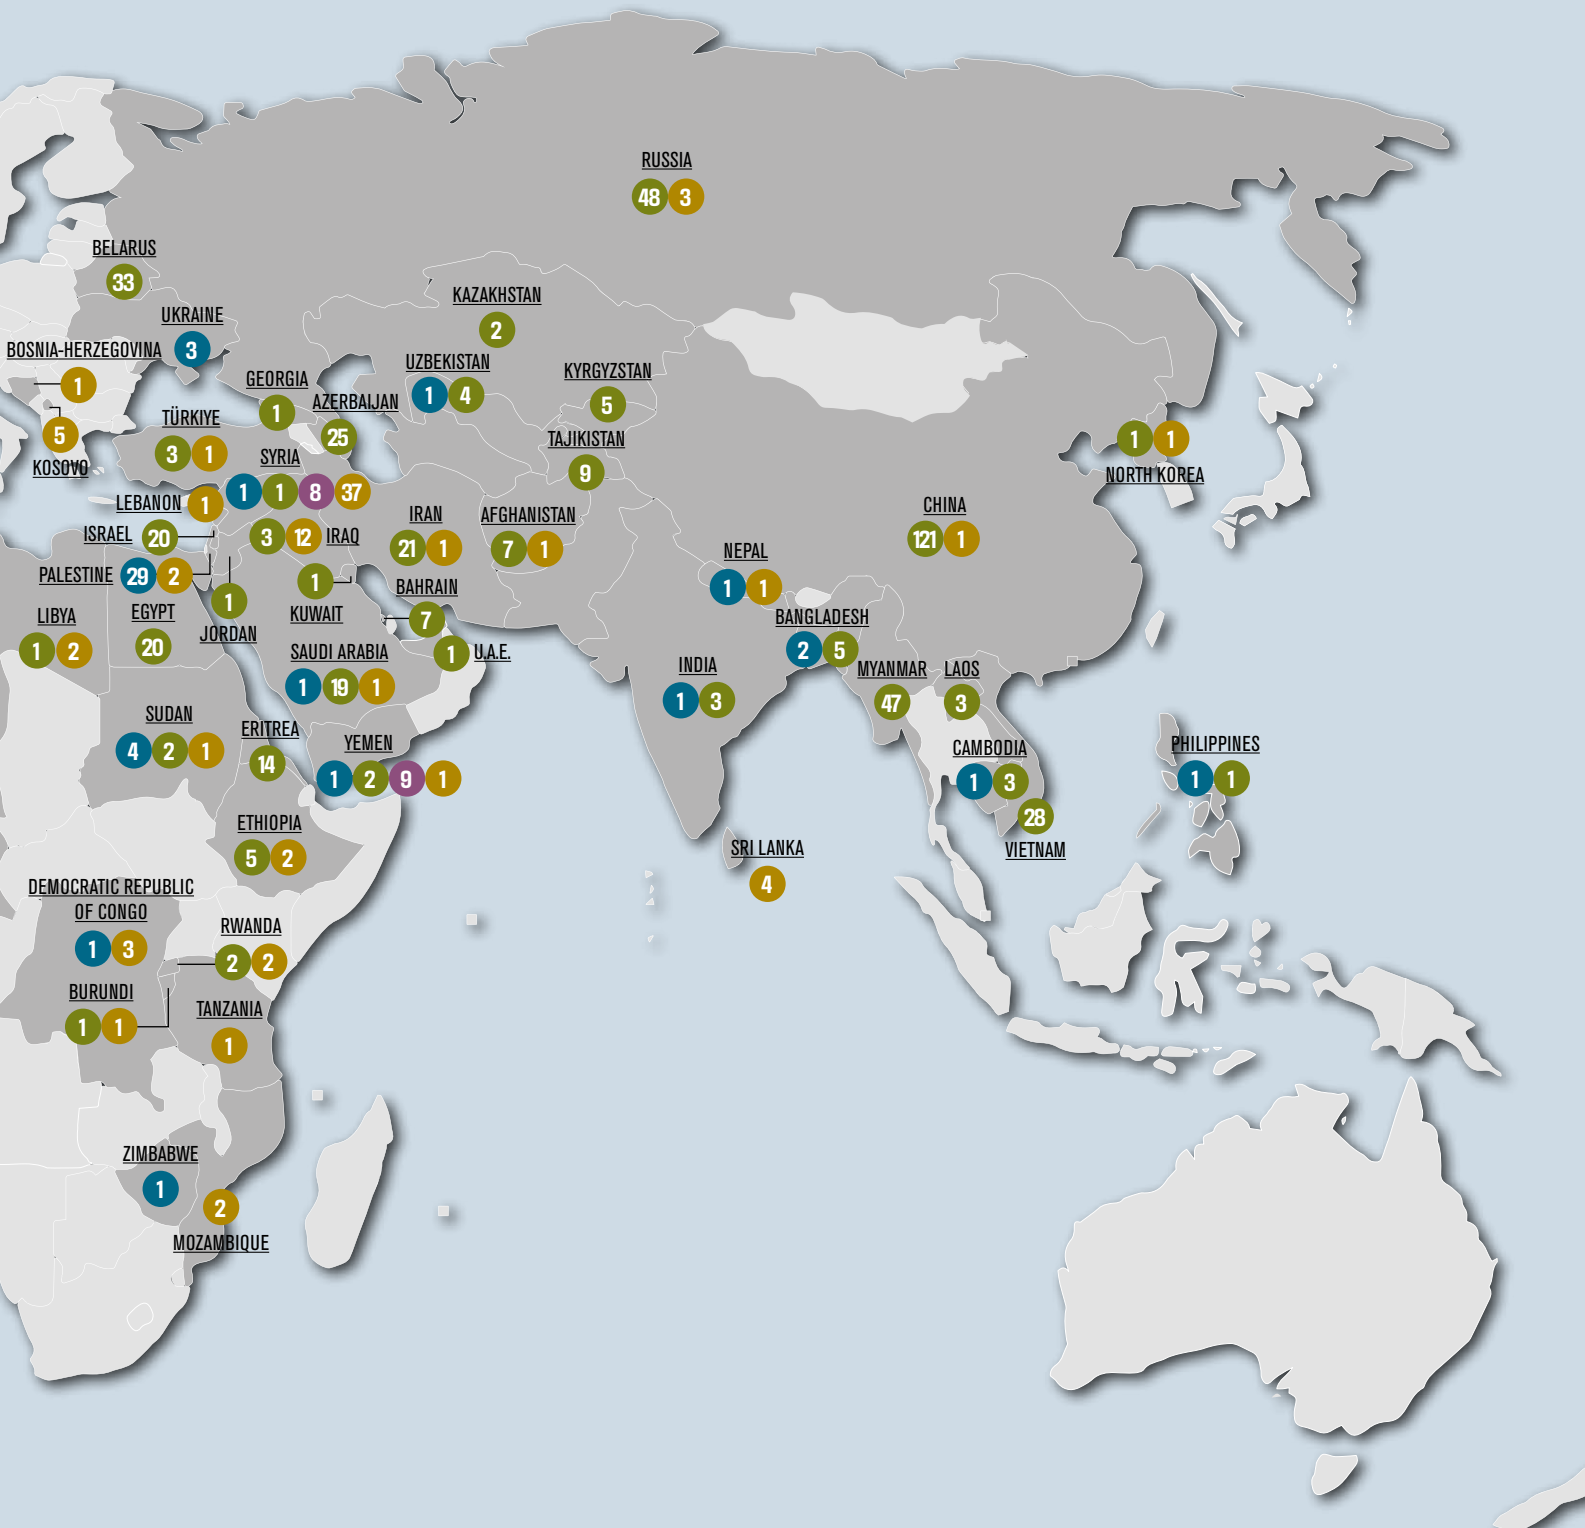 RUSSIA
48 3
BELARUS
33
KAZAKHSTAN
2
UKRAINE
3
BOSNIA-HERZEGOVINA
1
UZBEKISTAN
1 4
KYRGYZSTAN
5
GEORGIA
1
AZERBAIJAN
25
TÜRKIYE
3 1
KOSOVO
5
TAJIKISTAN
9
1 1
NORTH KOREA
SYRIA
1 1 8 37
LEBANON 1
ISRAEL 20
3 12 IRAQ
IRAN
21 1
AFGHANISTAN
7 1
CHINA
121 1
NEPAL
1 1
PALESTINE 29 2
1
JORDAN
1
KUWAIT
BAHRAIN
7
LIBYA
1 2
EGYPT
20
BANGLADESH
2 5
SAUDI ARABIA
1 19 1
1 U.A.E.
INDIA
1 3
MYANMAR
47
LAOS
3
SUDAN
4 2 1
ERITREA
14
YEMEN
1 2 9 1
CAMBODIA
1 3
PHILIPPINES
1 1
28
VIETNAM
ETHIOPIA
5 2
SRI LANKA
4
DEMOCRATIC REPUBLIC
OF CONGO
1 3
RWANDA
2 2
BURUNDI
1 1
TANZANIA
1
ZIMBABWE
1
2
MOZAMBIQUE